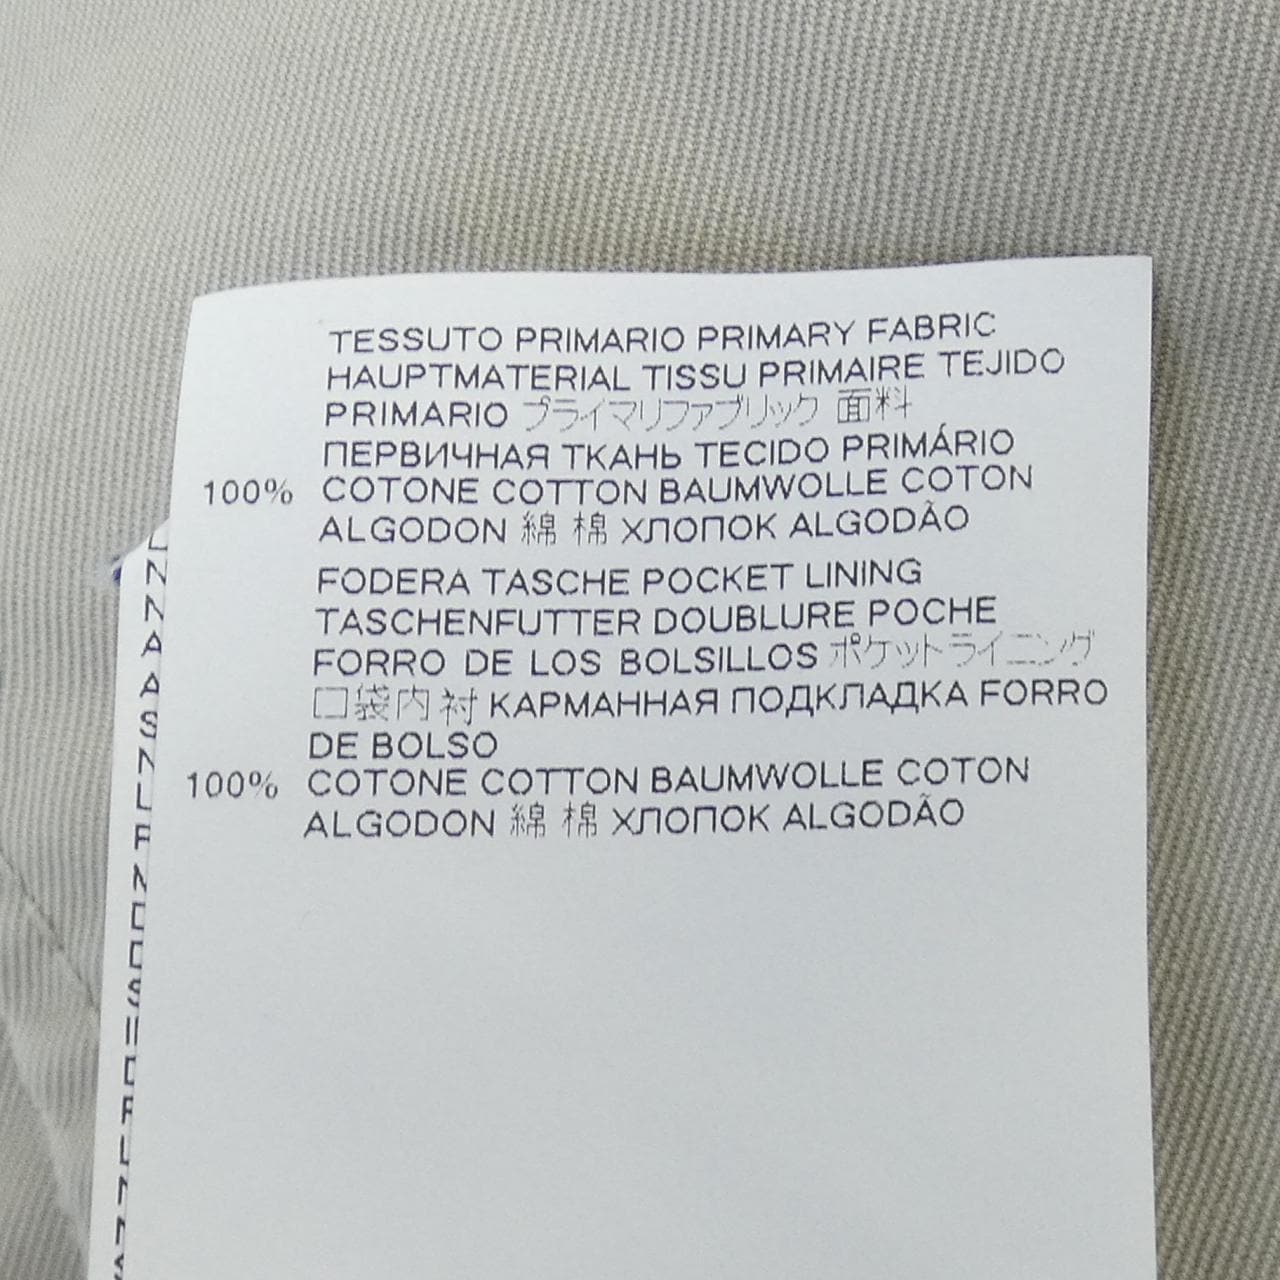 TESSUTO PRIMARIO PRIMARY FABRIC
HAUPTMATERIAL TISSU PRIMAIRE TEJIDO
PRIMARIO プライマリファブリック 面料
ПЕРВИЧНАЯ ТКАНЬ TECIDO PRIMÁRIO
100% COTONE COTTON BAUMWOLLE COTON
ALGODON 綿 棉 ХЛОПОК ALGODÃO
FODERA TASCHE POCKET LINING
TASCHENFUTTER DOUBLURE POCHE
FORRO DE LOS BOLSILLOS ポケットライニング
口袋内衬 КАРМАННАЯ ПОДКЛАДКА FORRO
DE BOLSO
100% COTONE COTTON BAUMWOLLE COTON
ALGODON 綿 棉 ХЛОПОК ALGODÃO